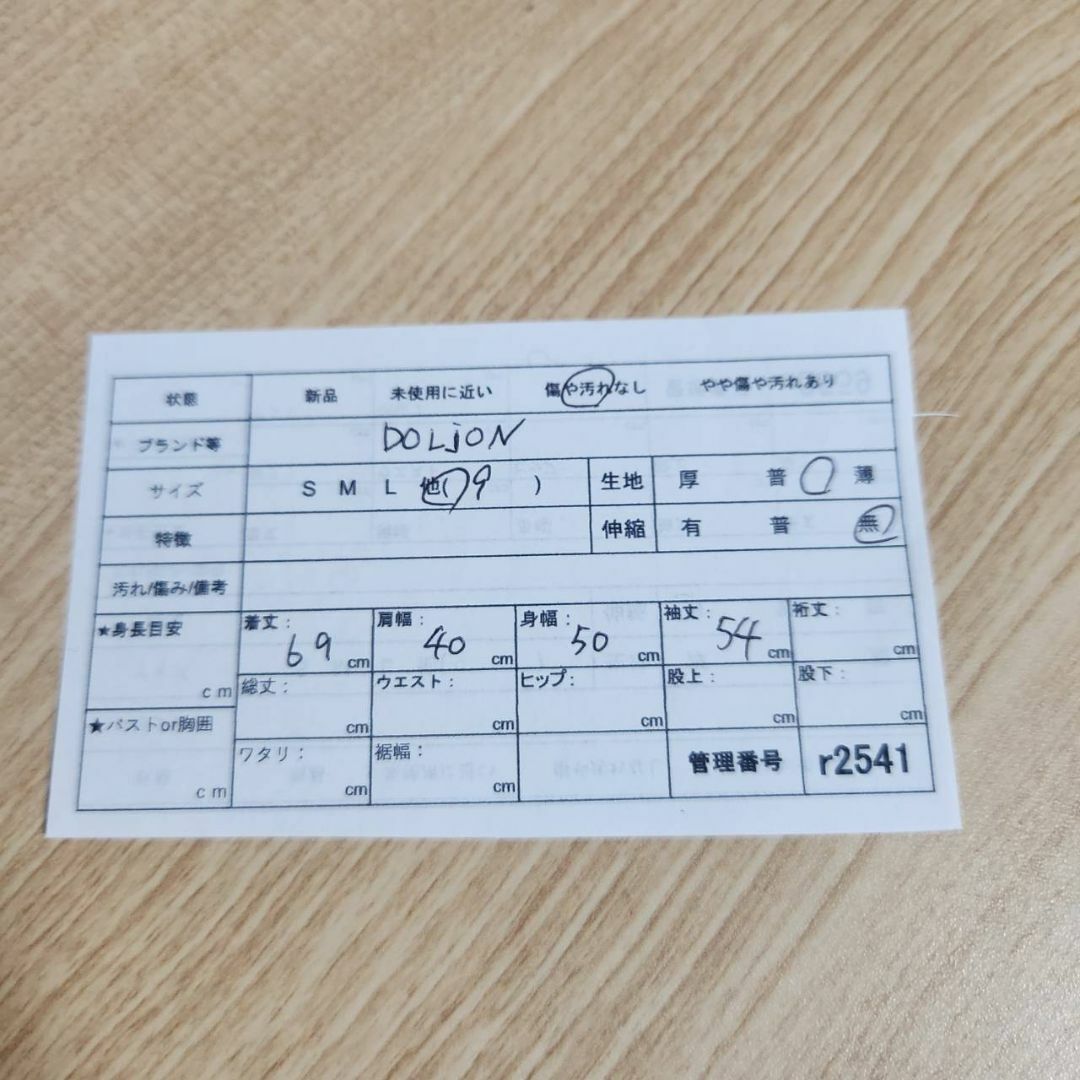 状態 新品 未使用に近い 傷や汚れなし やや傷や汚れあり
ブランド等 DOLjON
サイズ S M L 他( 9 ) 生地 厚 普 薄
特徴 伸縮 有 普 無
汚れ/傷み/備考
★身長目安 cm
着丈: 69 cm 肩幅: 40 cm 身幅: 50 cm 袖丈: 54 cm 裄丈: cm
総丈: cm ウエスト: cm ヒップ: cm 股上: cm 股下: cm
★バストor胸囲 cm
ワタリ: cm 裾幅: cm 管理番号 r2541